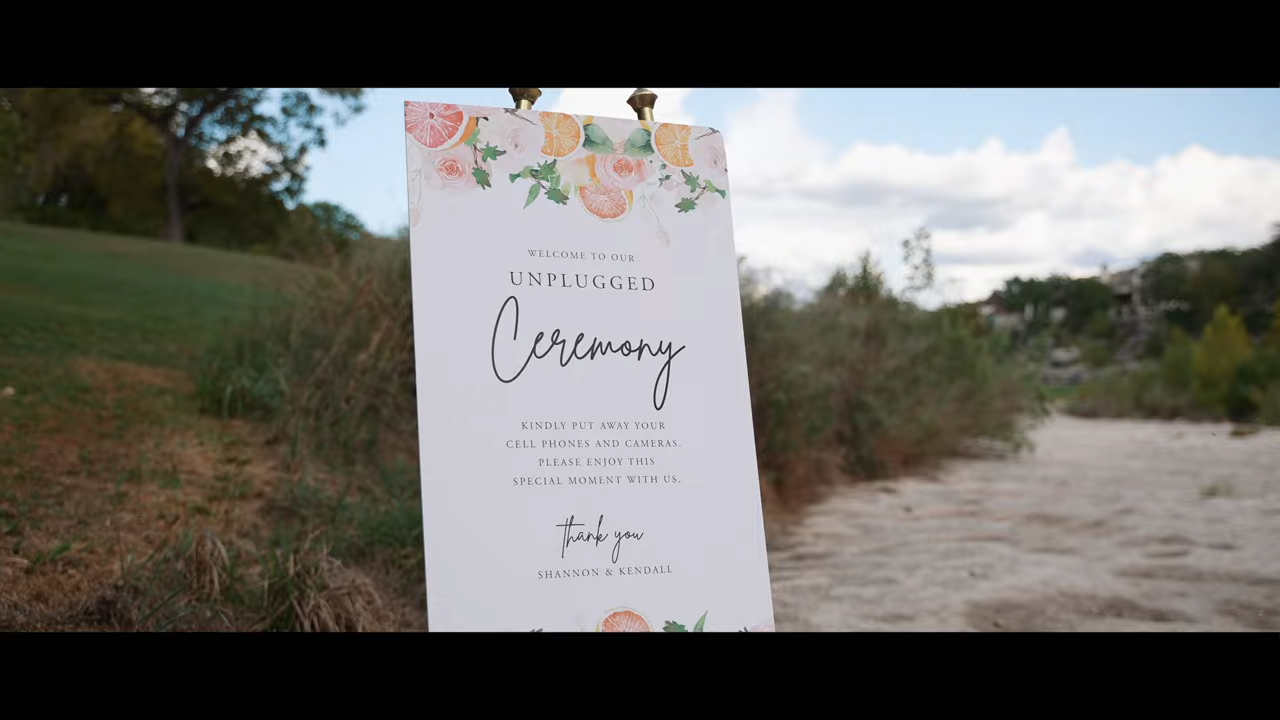 WELCOME TO OUR
UNPLUGGED
Ceremony
KINDLY PUT AWAY YOUR
CELL PHONES AND CAMERAS.
PLEASE ENJOY THIS
SPECIAL MOMENT WITH US.
thank you
SHANNON & KENDALL